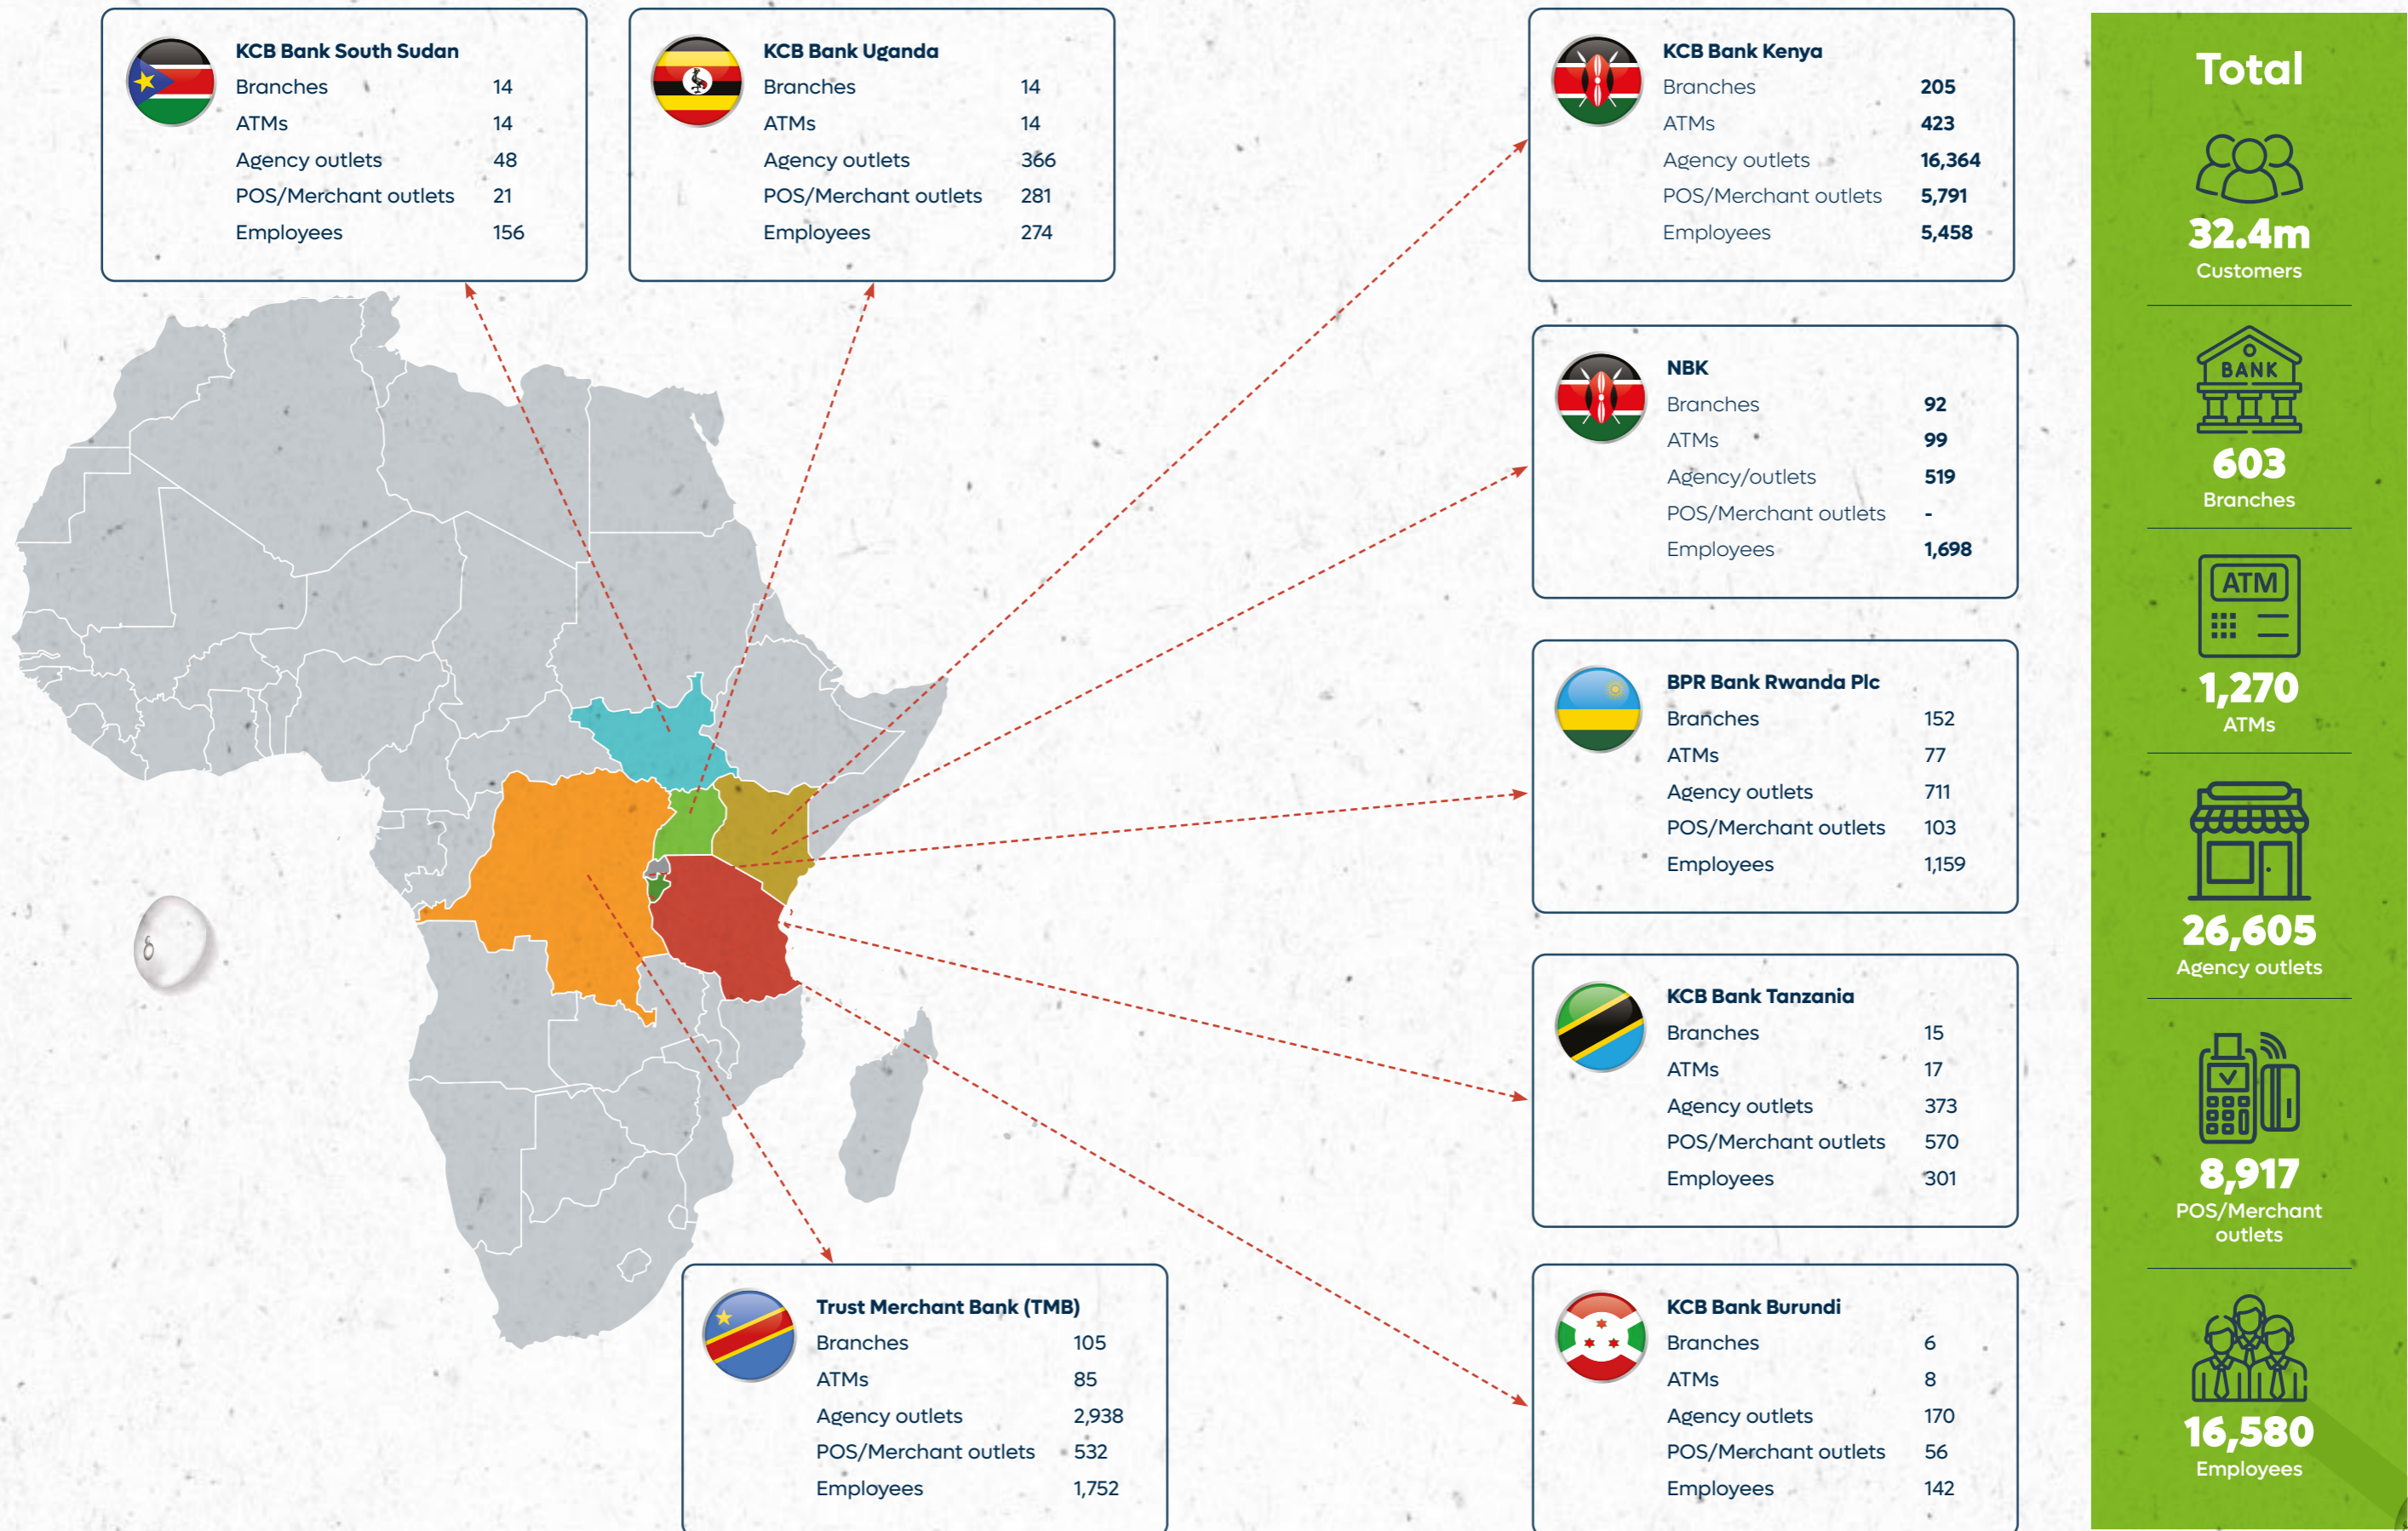 KCB Bank South Sudan
Branches 14
ATMs 14
Agency outlets 48
POS/Merchant outlets 21
Employees 156
KCB Bank Uganda
Branches 14
ATMs 14
Agency outlets 366
POS/Merchant outlets 281
Employees 274
KCB Bank Kenya
Branches 205
ATMs 423
Agency outlets 16,364
POS/Merchant outlets 5,791
Employees 5,458
NBK
Branches 92
ATMs 99
Agency/outlets 519
POS/Merchant outlets -
Employees 1,698
BPR Bank Rwanda Plc
Branches 152
ATMs 77
Agency outlets 711
POS/Merchant outlets 103
Employees 1,159
KCB Bank Tanzania
Branches 15
ATMs 17
Agency outlets 373
POS/Merchant outlets 570
Employees 301
Trust Merchant Bank (TMB)
Branches 105
ATMs 85
Agency outlets 2,938
POS/Merchant outlets 532
Employees 1,752
KCB Bank Burundi
Branches 6
ATMs 8
Agency outlets 170
POS/Merchant outlets 56
Employees 142
Total
32.4m
Customers
BANK
603
Branches
ATM
1,270
ATMs
26,605
Agency outlets
8,917
POS/Merchant
outlets
16,580
Employees